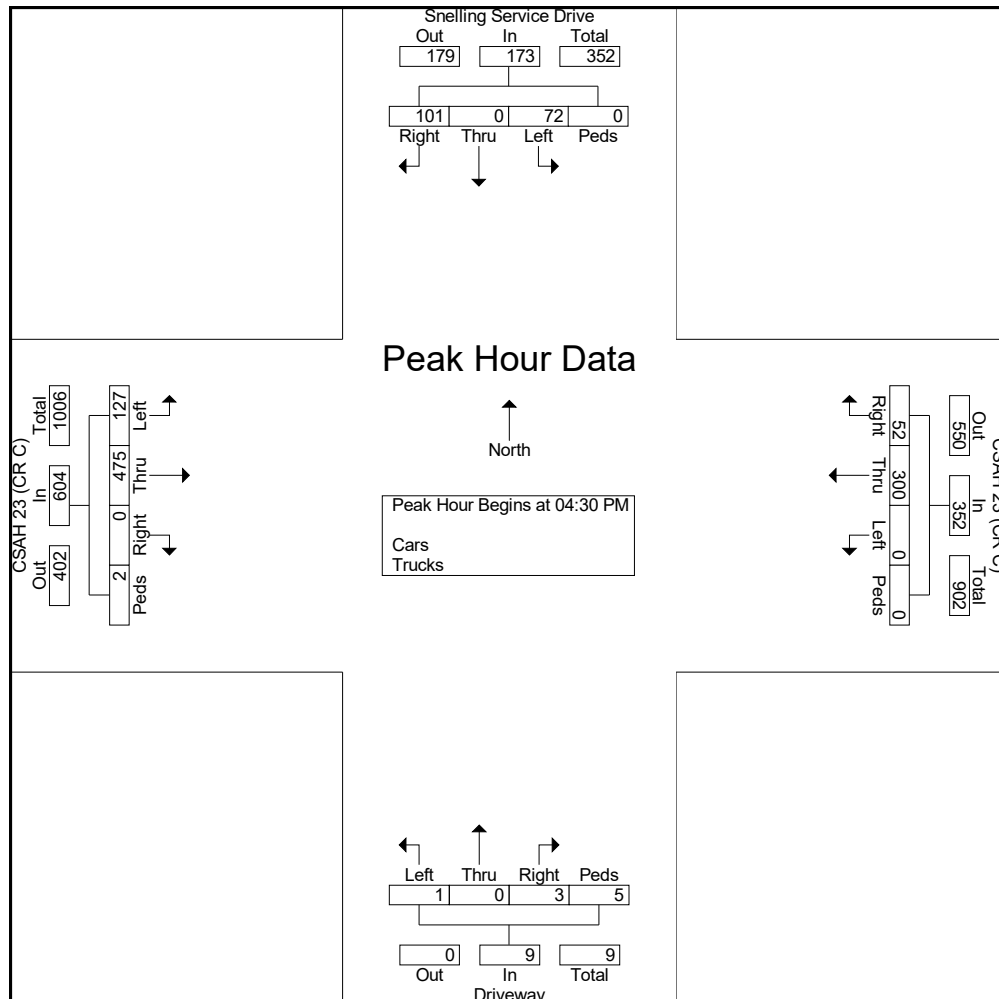 Snelling Service Drive
Out In Total
179 173 352
101 0 72 0
Right Thru Left Peds
Peak Hour Data
North
Peak Hour Begins at 04:30 PM
Cars
Trucks
CSAH 23 (CR C)
Out In Total
402 604 1006
127 475 0 2
Left Thru Right Peds
CSAH 23 (CR C)
Out In Total
550 352 902
52 300 0 0
Right Thru Left Peds
Left Thru Right Peds
1 0 3 5
0 9 9
Out In Total
Driveway